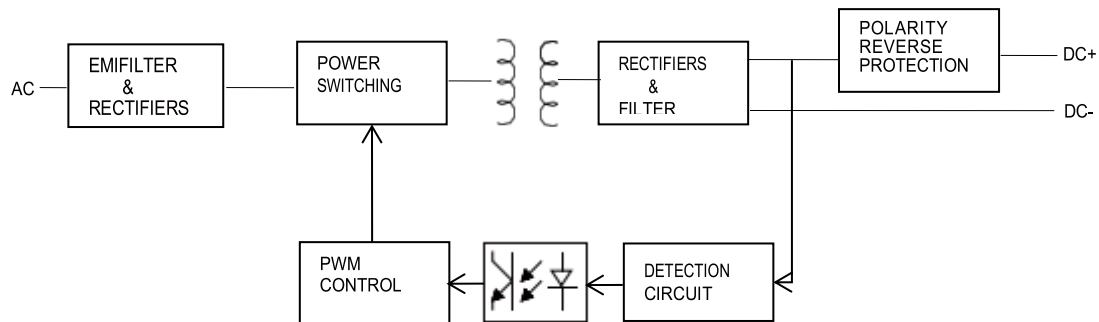 AC
EMIFILTER
&
RECTIFIERS
POWER
SWITCHING
RECTIFIERS
&
FILTER
POLARITY
REVERSE
PROTECTION
DC+
DC-
PWM
CONTROL
DETECTION
CIRCUIT